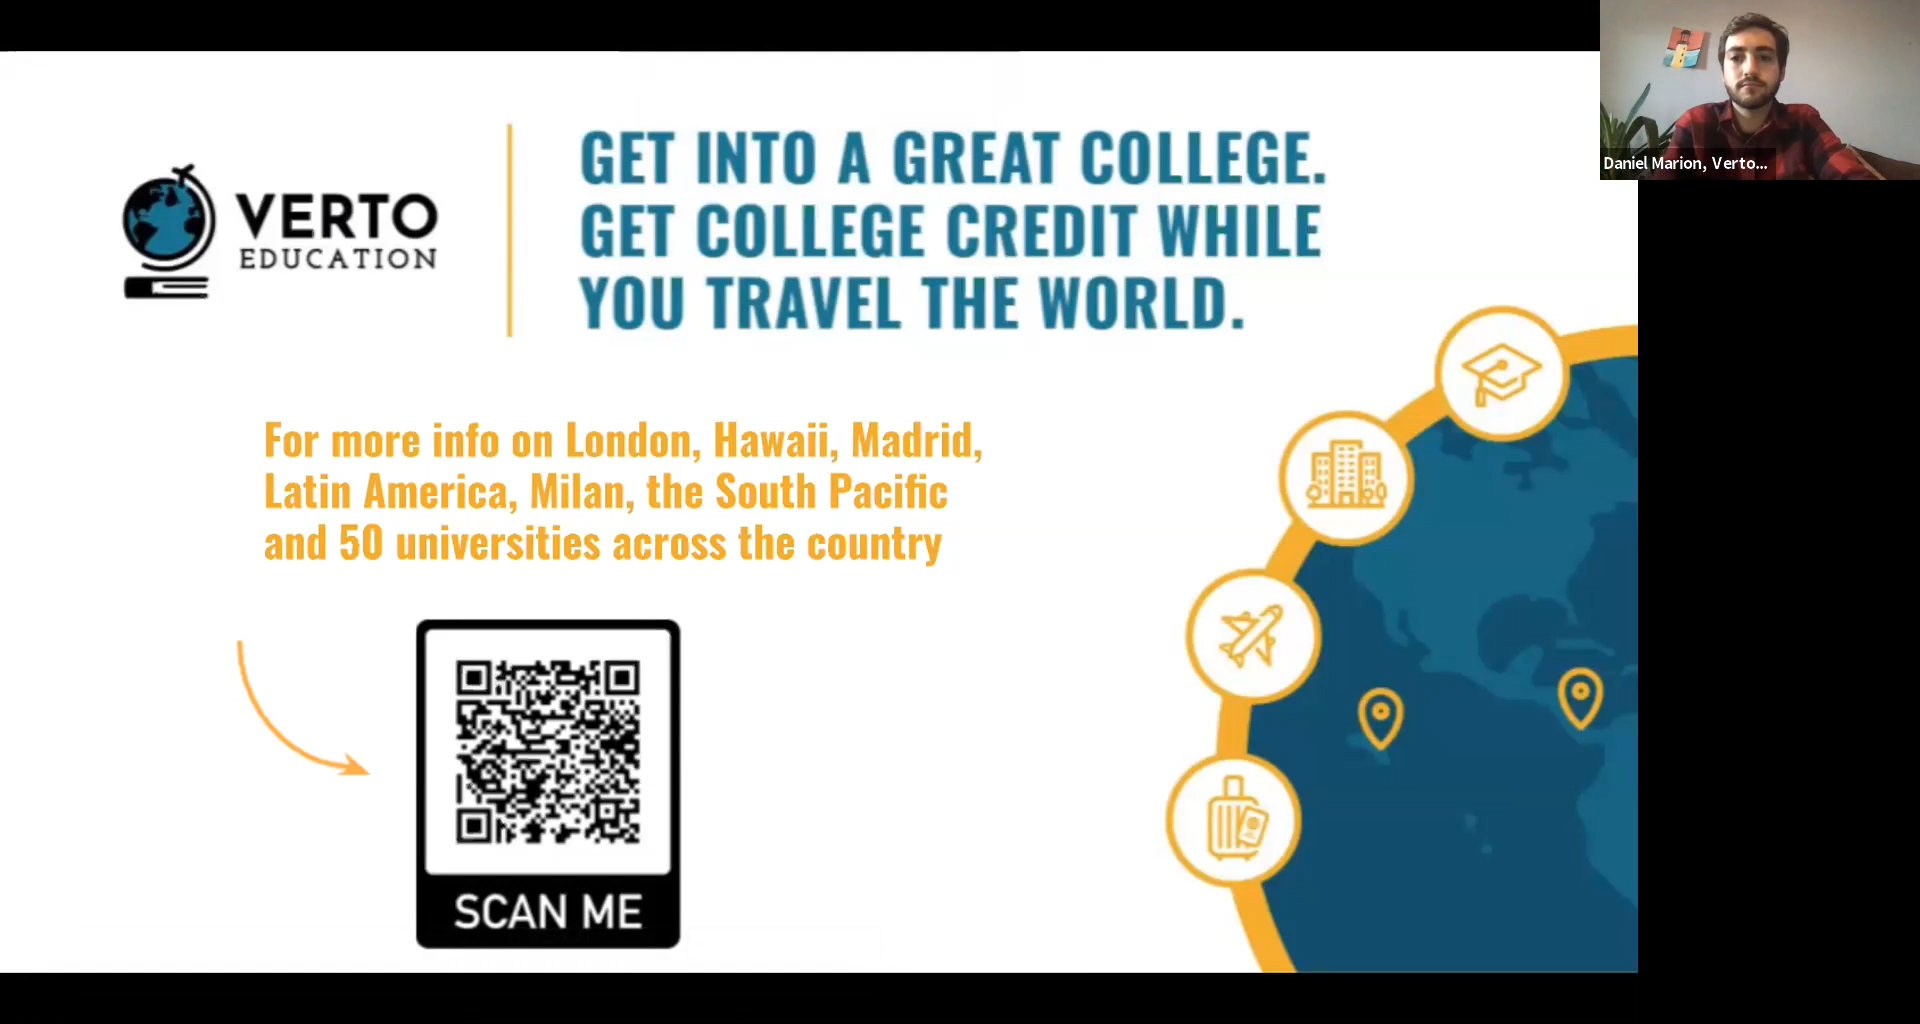 VERTO
EDUCATION
GET INTO A GREAT COLLEGE.
GET COLLEGE CREDIT WHILE
YOU TRAVEL THE WORLD.
For more info on London, Hawaii, Madrid,
Latin America, Milan, the South Pacific
and 50 universities across the country
SCAN ME
Daniel Marion, Verto...